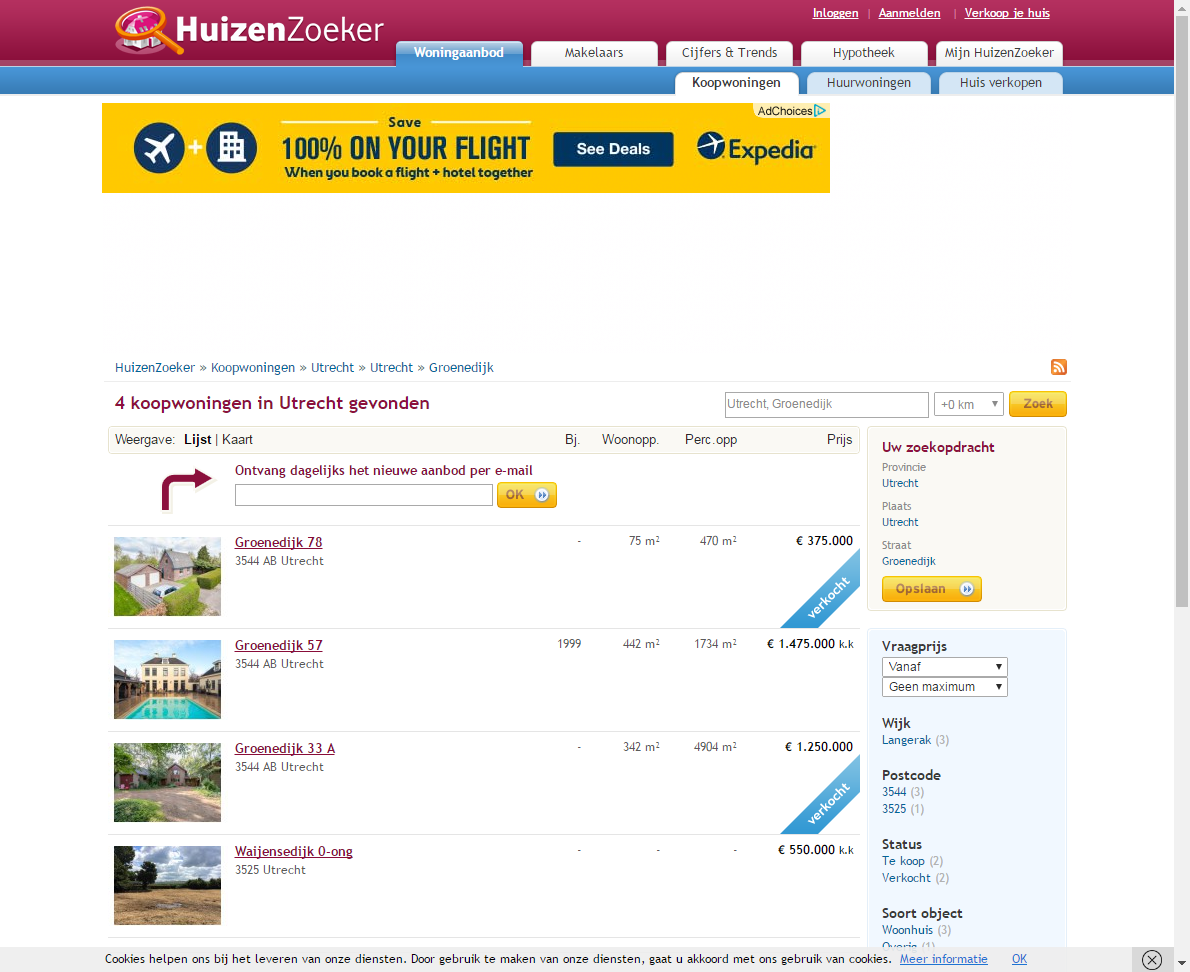 HuizenZoeker
Inloggen | Aanmelden | Verkoop je huis
Woningaanbod Makelaars Cijfers & Trends Hypotheek Mijn HuizenZoeker
Koopwoningen Huurwoningen Huis verkopen
AdChoices
Save
100% ON YOUR FLIGHT
When you book a flight + hotel together
See Deals
Expedia
HuizenZoeker » Koopwoningen » Utrecht » Utrecht » Groenedijk
4 koopwoningen in Utrecht gevonden
Utrecht, Groenedijk +0 km Zoek
Weergave: Lijst | Kaart Bj. Woonopp. Perc.opp Prijs
Ontvang dagelijks het nieuwe aanbod per e-mail
OK
Groenedijk 78 - 75 m² 470 m² € 375.000
3544 AB Utrecht
verkocht
Groenedijk 57 1999 442 m² 1734 m² € 1.475.000 k.k
3544 AB Utrecht
Groenedijk 33 A - 342 m² 4904 m² € 1.250.000
3544 AB Utrecht
verkocht
Waijensedijk 0-ong - - - € 550.000 k.k
3525 Utrecht
Uw zoekopdracht
Provincie
Utrecht
Plaats
Utrecht
Straat
Groenedijk
Opslaan
Vraagprijs
Vanaf
Geen maximum
Wijk
Langerak (3)
Postcode
3544 (3)
3525 (1)
Status
Te koop (2)
Verkocht (2)
Soort object
Woonhuis (3)
Overig (1)
Cookies helpen ons bij het leveren van onze diensten. Door gebruik te maken van onze diensten, gaat u akkoord met ons gebruik van cookies. Meer informatie OK